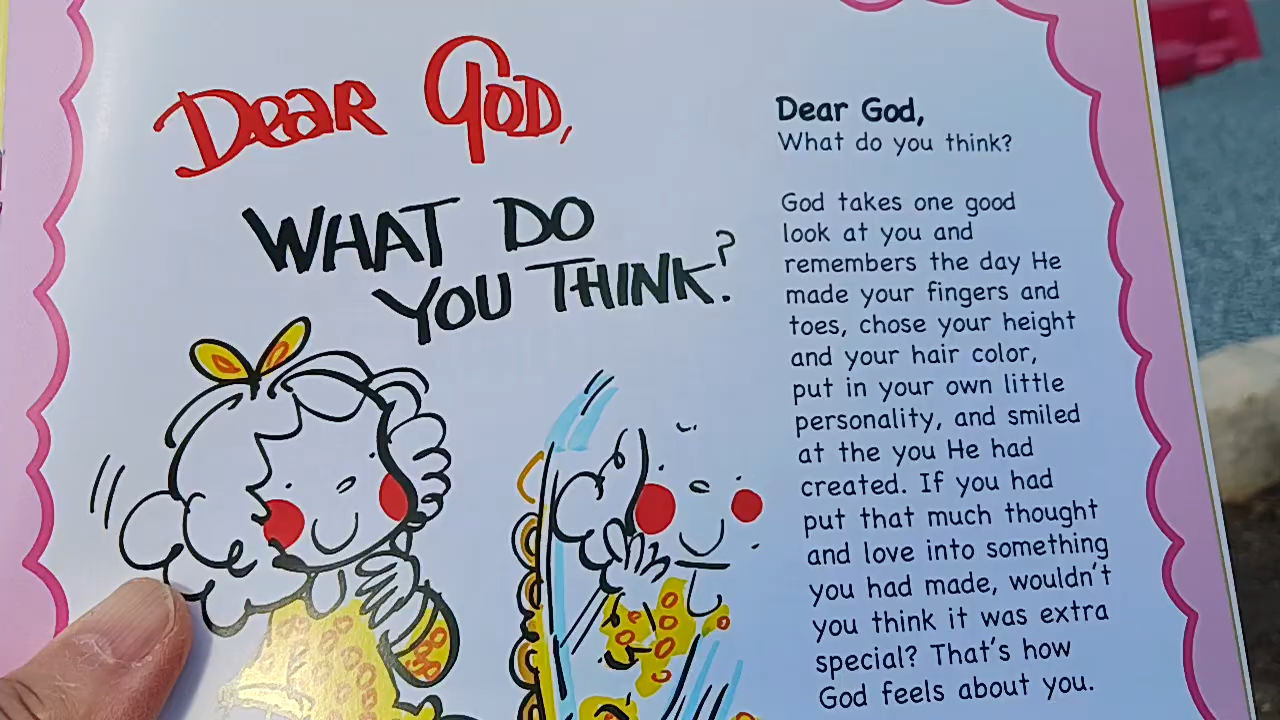 DEAR GOD,
WHAT DO
YOU THINK?
Dear God,
What do you think?
God takes one good
look at you and
remembers the day He
made your fingers and
toes, chose your height
and your hair color,
put in your own little
personality, and smiled
at the you He had
created. If you had
put that much thought
and love into something
you had made, wouldn't
you think it was extra
special? That's how
God feels about you.